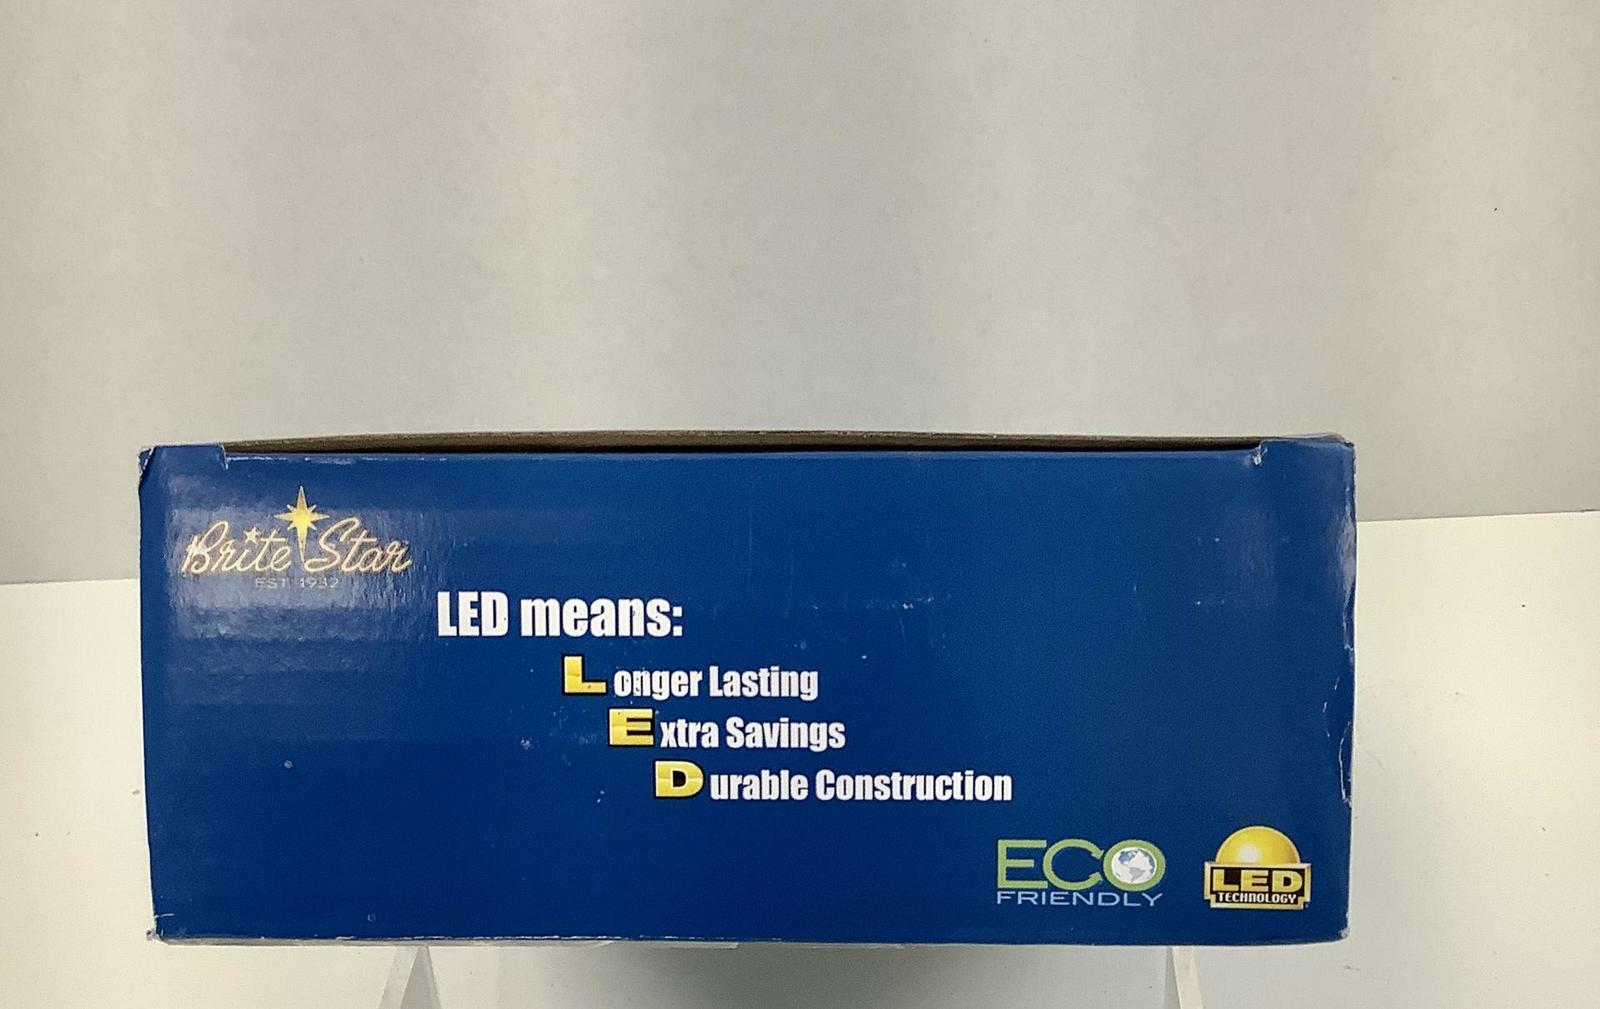 Brite Star
EST 1932
LED means:
Longer Lasting
Extra Savings
Durable Construction
ECO
FRIENDLY
LED
TECHNOLOGY